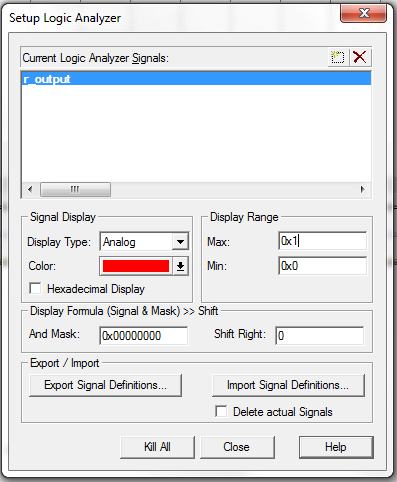 Setup Logic Analyzer
Current Logic Analyzer Signals:
r_output
Signal Display
Display Type: Analog
Color:
Hexadecimal Display
Display Range
Max: 0x1
Min: 0x0
Display Formula (Signal & Mask) >> Shift
And Mask: 0x00000000 Shift Right: 0
Export / Import
Export Signal Definitions... Import Signal Definitions...
Delete actual Signals
Kill All Close Help